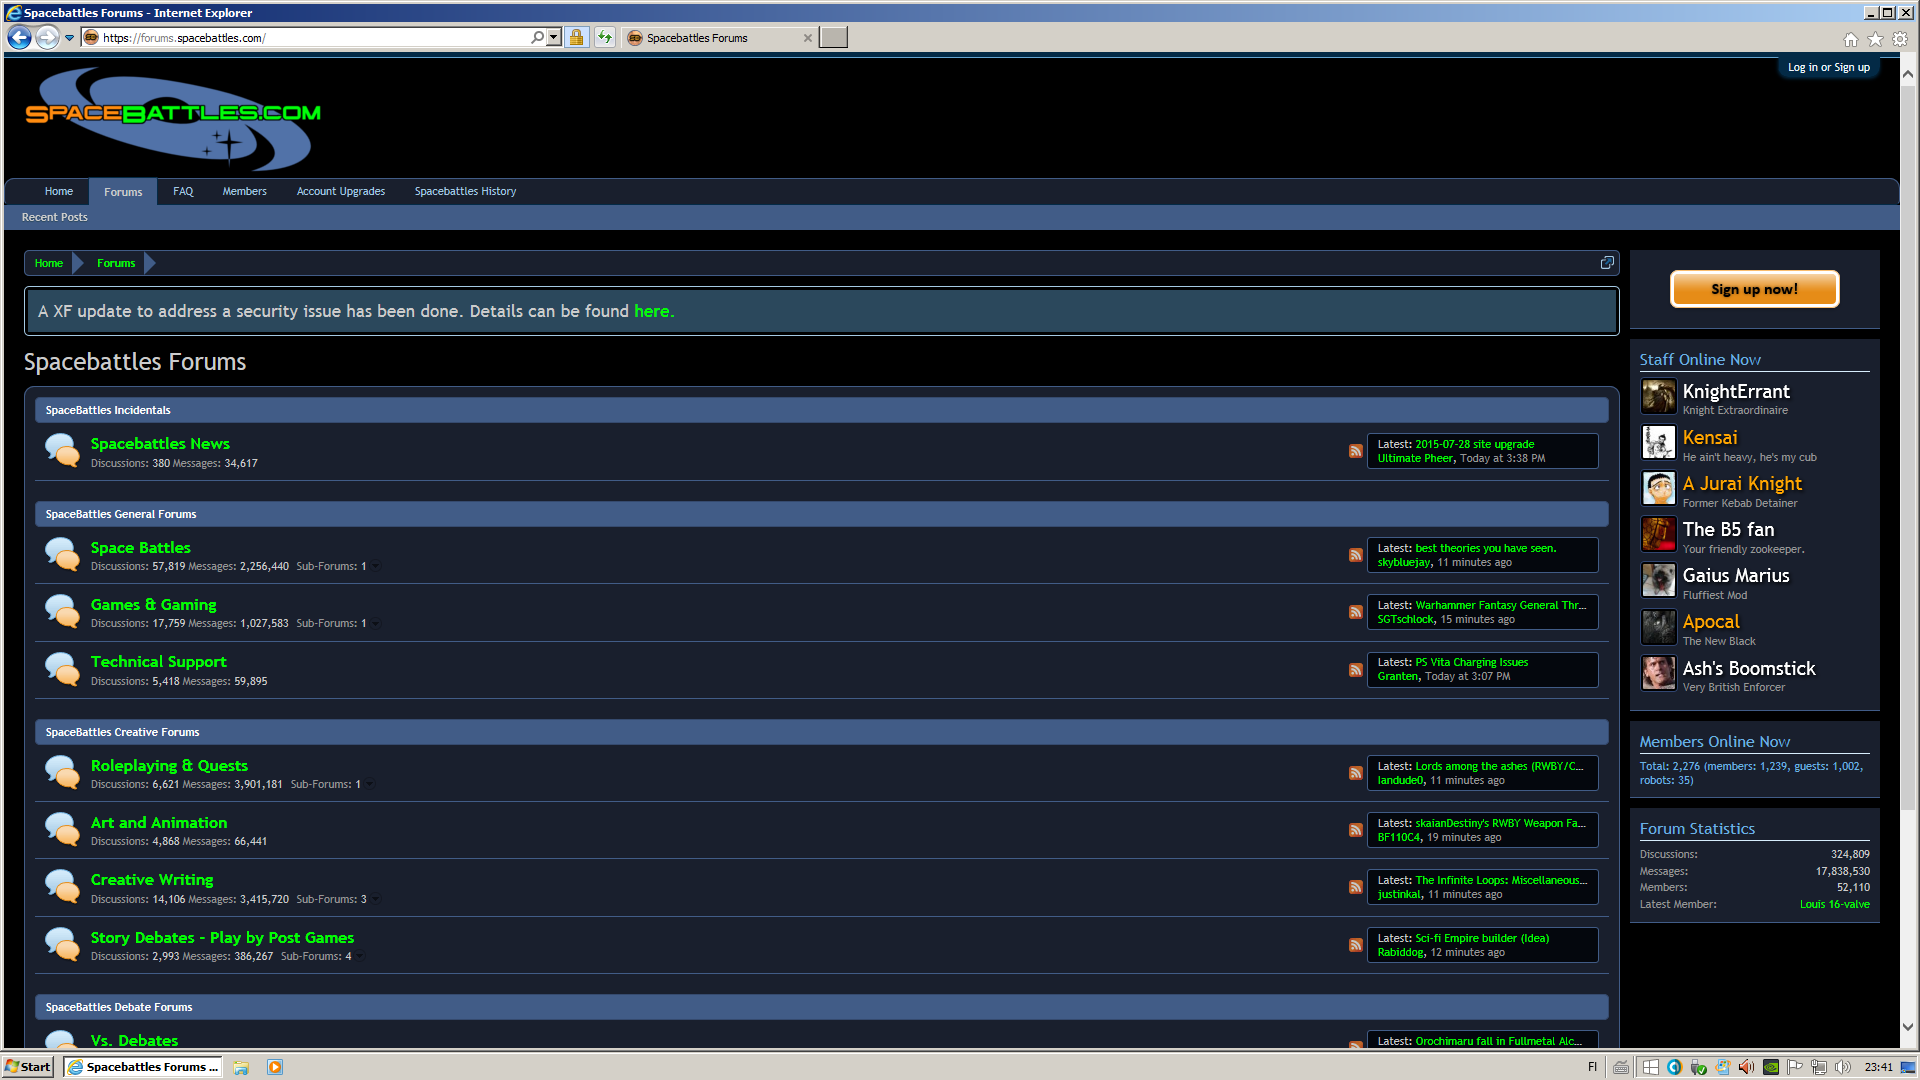 Spacebattles Forums - Internet Explorer
https://forums.spacebattles.com/
Spacebattles Forums
Log in or Sign up
SPACEBATTLES.COM
Home Forums FAQ Members Account Upgrades Spacebattles History
Recent Posts
Home Forums
Sign up now!
A XF update to address a security issue has been done. Details can be found here.
Spacebattles Forums
SpaceBattles Incidentals
Spacebattles News
Discussions: 380 Messages: 34,617
Latest: 2015-07-28 site upgrade
Ultimate Pheer, Today at 3:38 PM
SpaceBattles General Forums
Space Battles
Discussions: 57,819 Messages: 2,256,440 Sub-Forums: 1
Latest: best theories you have seen.
skybluejay, 11 minutes ago
Games & Gaming
Discussions: 17,759 Messages: 1,027,583 Sub-Forums: 1
Latest: Warhammer Fantasy General Thr...
SGTschlock, 15 minutes ago
Technical Support
Discussions: 5,418 Messages: 59,895
Latest: PS Vita Charging Issues
Granten, Today at 3:07 PM
SpaceBattles Creative Forums
Roleplaying & Quests
Discussions: 6,621 Messages: 3,901,181 Sub-Forums: 1
Latest: Lords among the ashes (RWBY/C...
landude0, 11 minutes ago
Art and Animation
Discussions: 4,868 Messages: 66,441
Latest: skaianDestiny's RWBY Weapon Fa...
BF110C4, 19 minutes ago
Creative Writing
Discussions: 14,106 Messages: 3,415,720 Sub-Forums: 3
Latest: The Infinite Loops: Miscellaneous...
justinkal, 11 minutes ago
Story Debates - Play by Post Games
Discussions: 2,993 Messages: 386,267 Sub-Forums: 4
Latest: Sci-fi Empire builder (Idea)
Rabiddog, 12 minutes ago
SpaceBattles Debate Forums
Vs. Debates
Latest: Orochimaru fall in Fullmetal Alc...
Staff Online Now
KnightErrant
Knight Extraordinaire
Kensai
He ain't heavy, he's my cub
A Jurai Knight
Former Kebab Detainer
The B5 fan
Your friendly zookeeper.
Gaius Marius
Fluffiest Mod
Apocal
The New Black
Ash's Boomstick
Very British Enforcer
Members Online Now
Total: 2,276 (members: 1,239, guests: 1,002,
robots: 35)
Forum Statistics
Discussions: 324,809
Messages: 17,838,530
Members: 52,110
Latest Member: Louis 16-valve
Start Spacebattles Forums ... FI 23:41